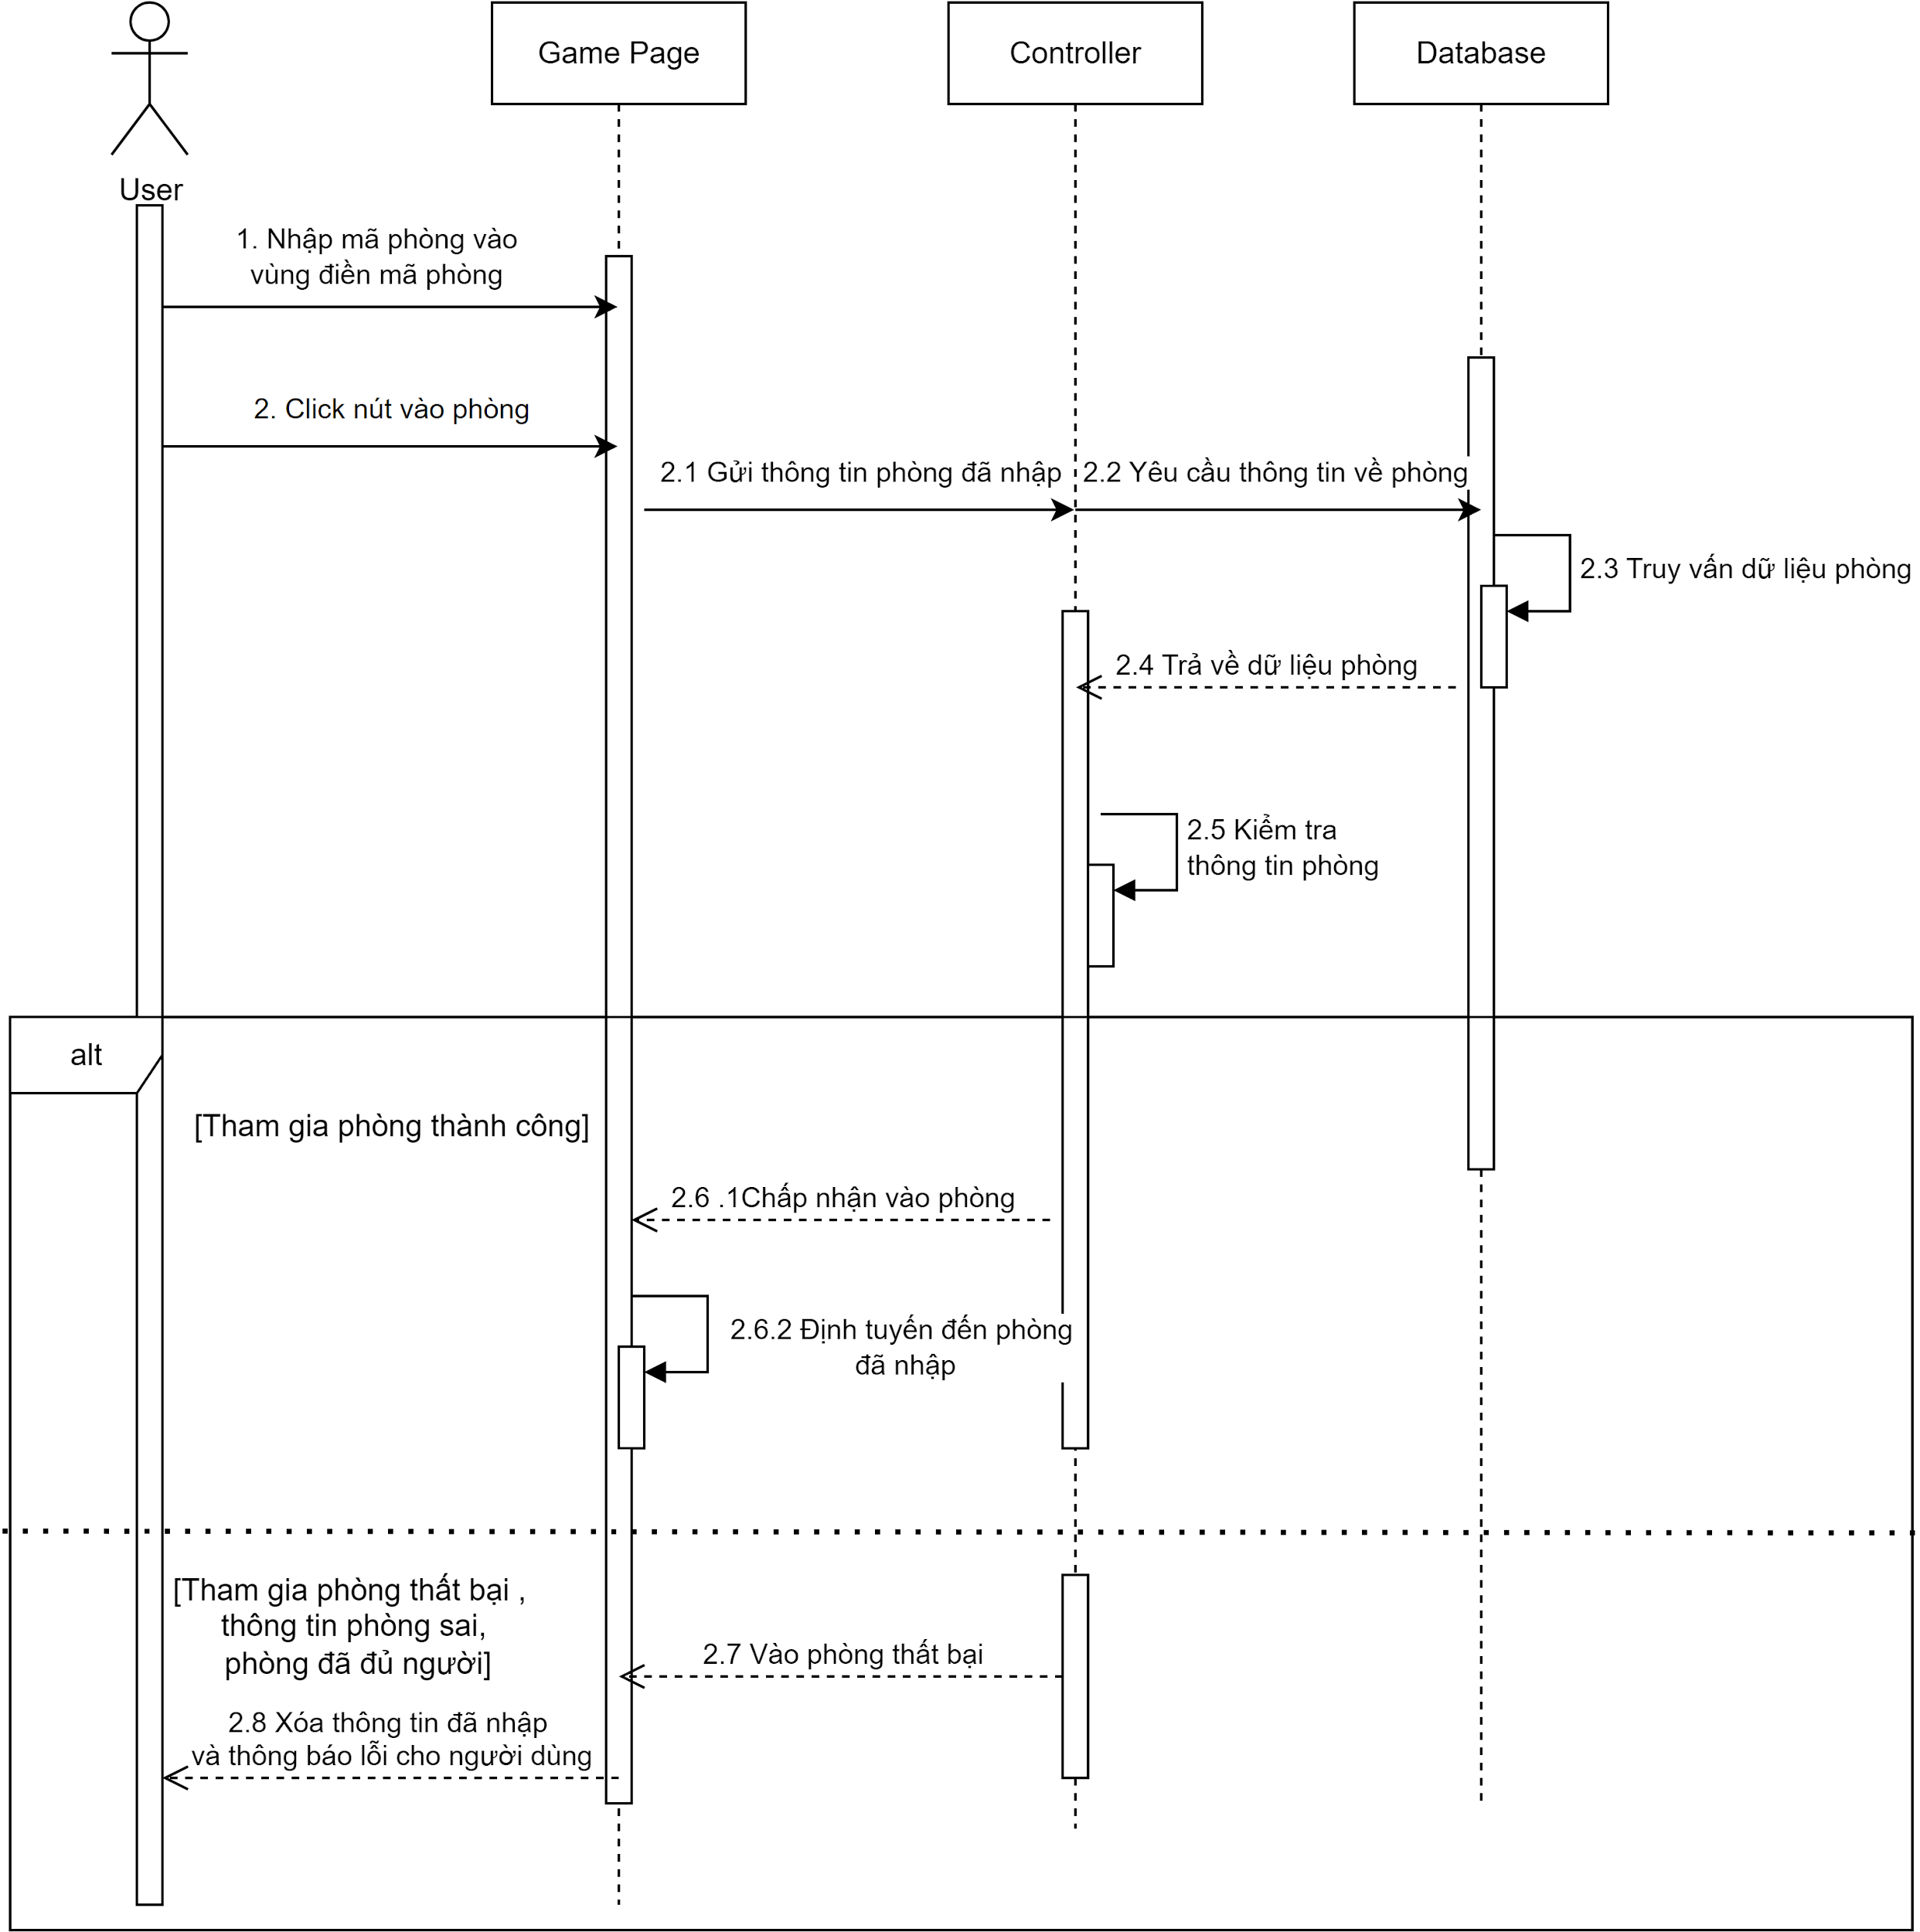 Game Page
Controller
Database
User
1. Nhập mã phòng vào
vùng điền mã phòng
2. Click nút vào phòng
2.1 Gửi thông tin phòng đã nhập
2.2 Yêu cầu thông tin về phòng
2.3 Truy vấn dữ liệu phòng
2.4 Trả về dữ liệu phòng
2.5 Kiểm tra
thông tin phòng
alt
[Tham gia phòng thành công]
2.6 .1Chấp nhận vào phòng
2.6.2 Định tuyến đến phòng
đã nhập
[Tham gia phòng thất bại ,
thông tin phòng sai,
phòng đã đủ người]
2.7 Vào phòng thất bại
2.8 Xóa thông tin đã nhập
và thông báo lỗi cho người dùng